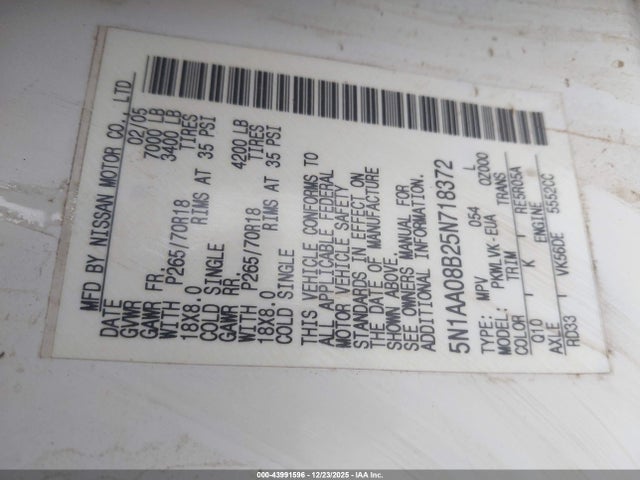 MFD BY NISSAN MOTOR CO., LTD
DATE 02/05
GVWR 7000 LB
GAWR FR. 3400 LB
WITH P265/70R18 TIRES
18X8.0 RIMS AT 35 PSI
COLD SINGLE
GAWR RR. 4200 LB
WITH P265/70R18 TIRES
18X8.0 RIMS AT 35 PSI
COLD SINGLE
THIS VEHICLE CONFORMS TO
ALL APPLICABLE FEDERAL
MOTOR VEHICLE SAFETY
STANDARDS IN EFFECT ON
THE DATE OF MANUFACTURE
SHOWN ABOVE.
SEE OWNERS MANUAL FOR
ADDITIONAL INFORMATION
5N1AA08B25N718372
TYPE: MPV 054 L
MODEL: PKWLVK-EUA 0Z000
COLOR TRIM TRANS
Q10 K RE5R05A
AXLE ENGINE
RD33 VK56DE 5552CC
000-43991596 - 12/23/2025 - IAA Corp.